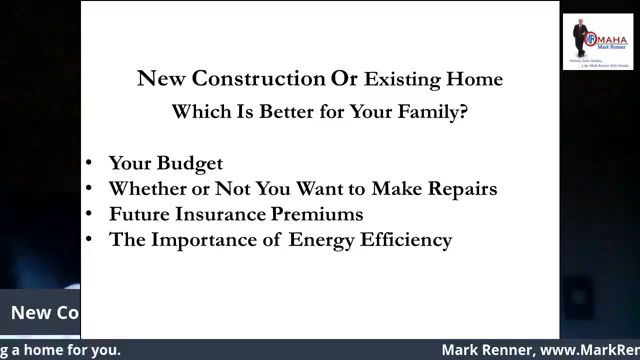 OMAHA
Mark Renner
New Construction Or Existing Home
Which Is Better for Your Family?
• Your Budget
• Whether or Not You Want to Make Repairs
• Future Insurance Premiums
• The Importance of Energy Efficiency
New Co
g a home for you.
Mark Renner, www.MarkRen